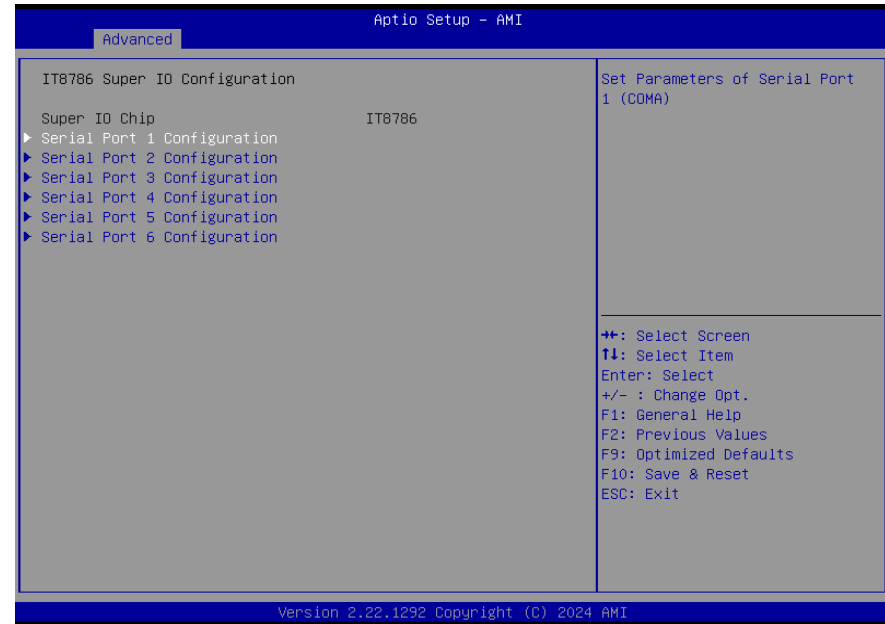 Aptio Setup – AMI
Advanced
IT8786 Super IO Configuration
Super IO Chip IT8786
▶ Serial Port 1 Configuration
▶ Serial Port 2 Configuration
▶ Serial Port 3 Configuration
▶ Serial Port 4 Configuration
▶ Serial Port 5 Configuration
▶ Serial Port 6 Configuration
Set Parameters of Serial Port
1 (COMA)
→←: Select Screen
↑↓: Select Item
Enter: Select
+/- : Change Opt.
F1: General Help
F2: Previous Values
F9: Optimized Defaults
F10: Save & Reset
ESC: Exit
Version 2.22.1292 Copyright (C) 2024 AMI